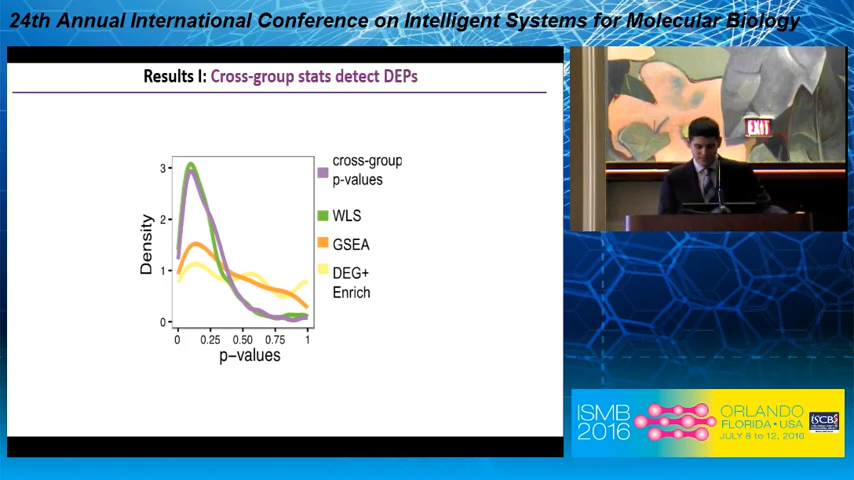 24th Annual International Conference on Intelligent Systems for Molecular Biology
Results I: Cross-group stats detect DEPs
cross-group
p-values
WLS
GSEA
DEG+
Enrich
Density
3
2
1
0
0 0.25 0.50 0.75 1
p-values
EXIT
ISMB
2016
ORLANDO
FLORIDA • USA
JULY 8 to 12, 2016
ISCB